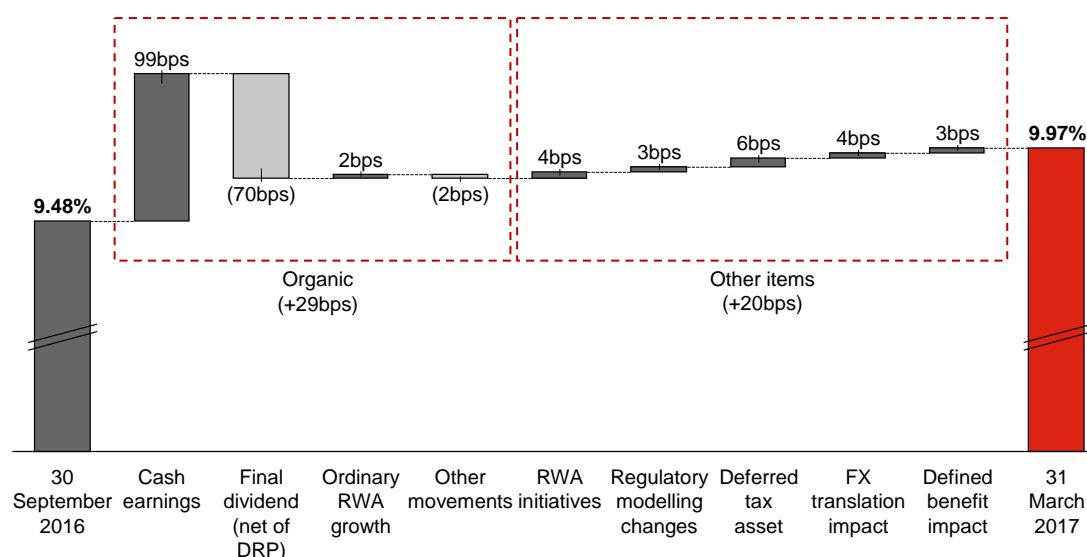 99bps
9.48%
(70bps)
2bps
(2bps)
4bps
3bps
6bps
4bps
3bps
9.97%
Organic
(+29bps)
Other items
(+20bps)
30
September
2016
Cash
earnings
Final
dividend
(net of
DRP)
Ordinary
RWA
growth
Other
movements
RWA
initiatives
Regulatory
modelling
changes
Deferred
tax
asset
FX
translation
impact
Defined
benefit
impact
31
March
2017